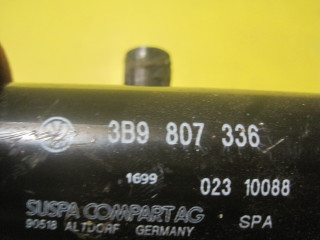 3B9 807 336
1699 023 10088
SUSPA COMPART AG
90518 ALTDORF GERMANY SPA